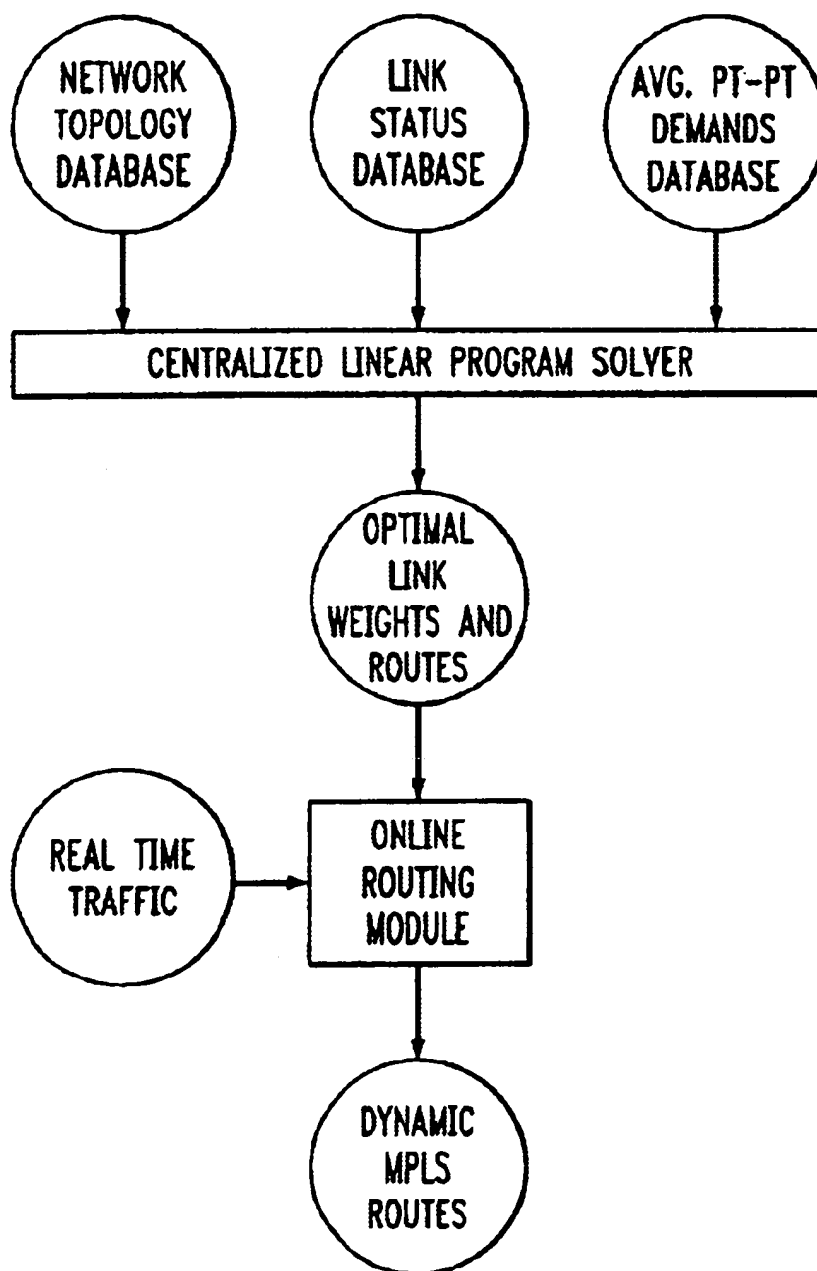 NETWORK
TOPOLOGY
DATABASE
LINK
STATUS
DATABASE
AVG. PT-PT
DEMANDS
DATABASE
CENTRALIZED LINEAR PROGRAM SOLVER
OPTIMAL
LINK
WEIGHTS AND
ROUTES
REAL TIME
TRAFFIC
ONLINE
ROUTING
MODULE
DYNAMIC
MPLS
ROUTES